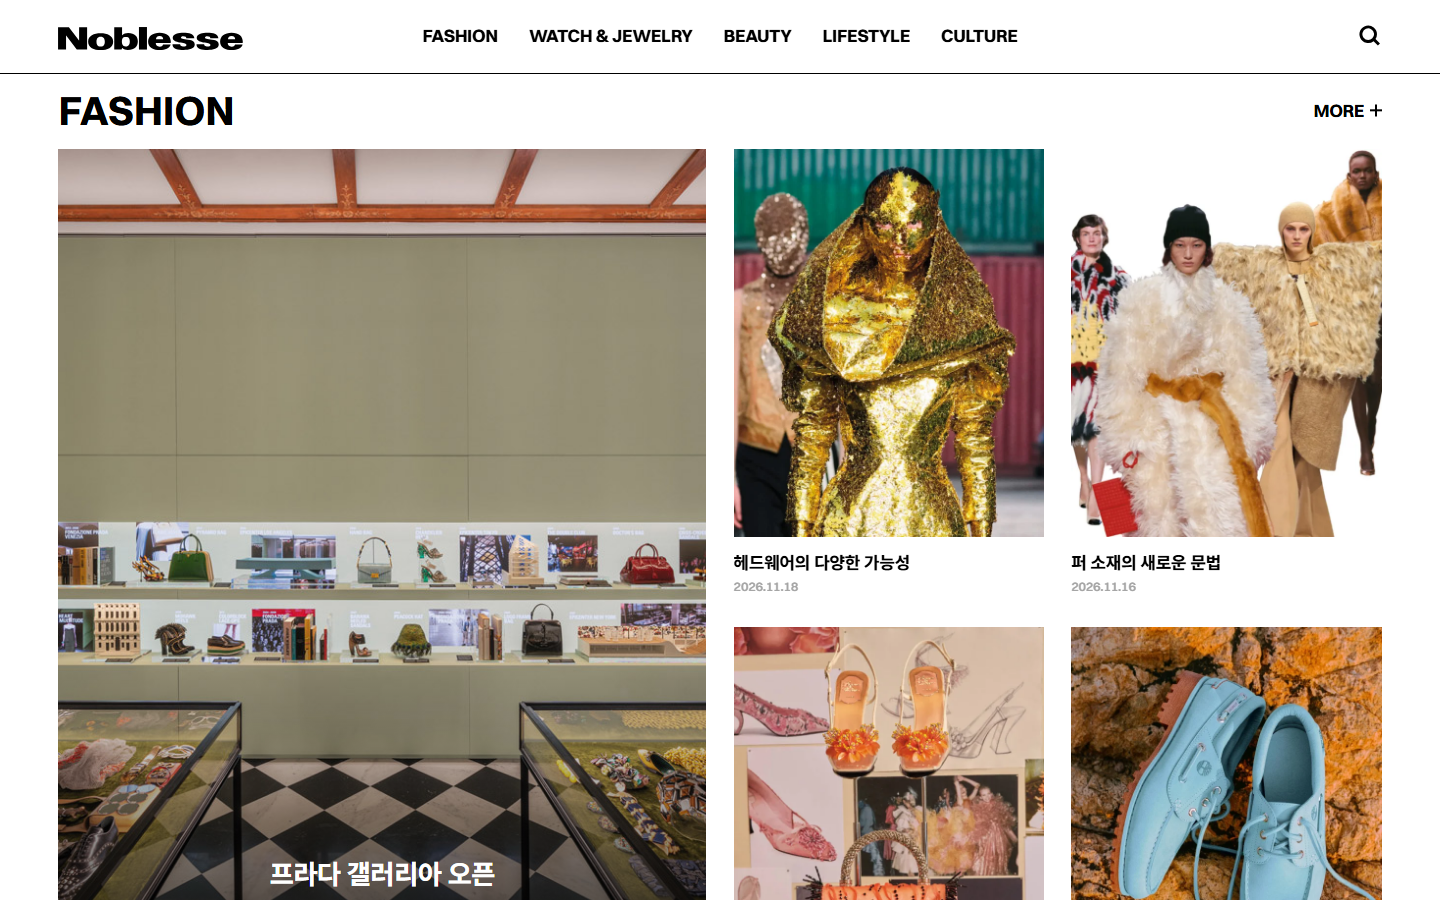 Noblesse
FASHION
WATCH & JEWELRY
BEAUTY
LIFESTYLE
CULTURE
FASHION
MORE +
프라다 갤러리아 오픈
헤드웨어의 다양한 가능성
2026.11.18
퍼 소재의 새로운 문법
2026.11.16